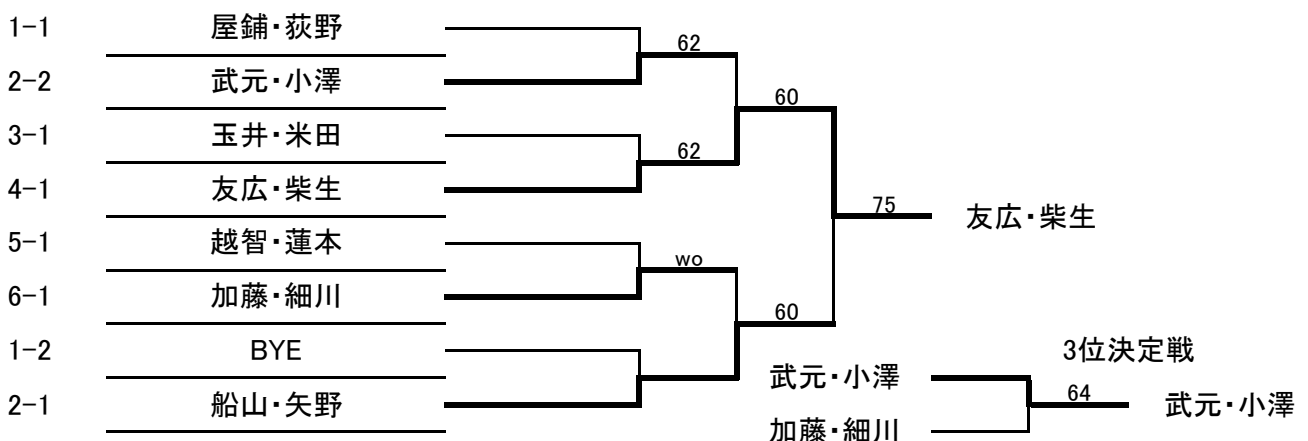 1-1 屋鋪・荻野
62
2-2 武元・小澤
60
3-1 玉井・米田
62
4-1 友広・柴生
75 友広・柴生
5-1 越智・蓮本
wo
6-1 加藤・細川
60
1-2 BYE 3位決定戦
武元・小澤
2-1 船山・矢野 64 武元・小澤
加藤・細川